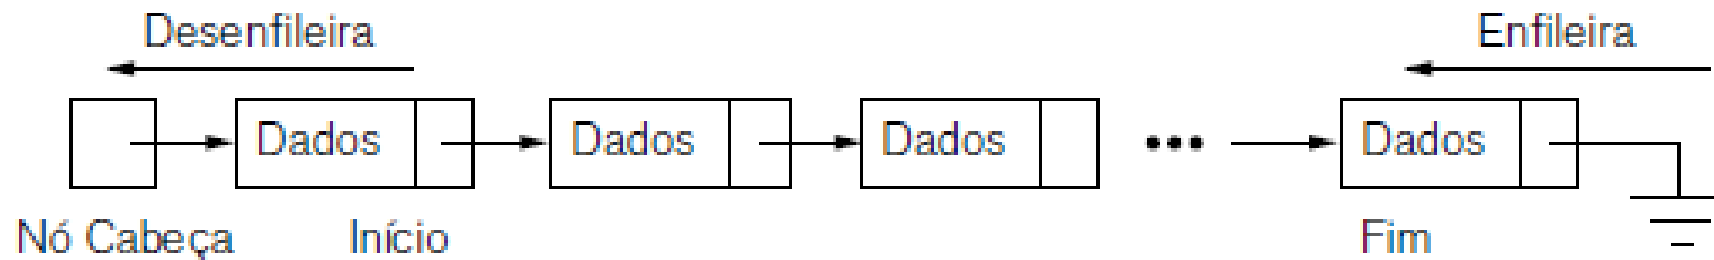 Desenfileira Enfileira
Dados Dados Dados ••• Dados
Nó Cabeça Início Fim